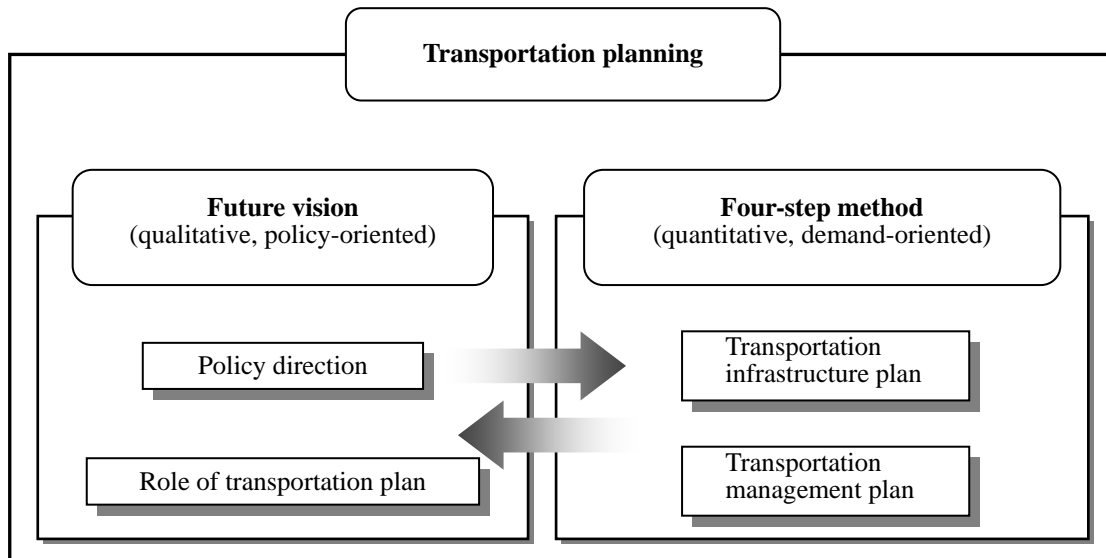 Transportation planning
Future vision
(qualitative, policy-oriented)
Policy direction
Role of transportation plan
Four-step method
(quantitative, demand-oriented)
Transportation
infrastructure plan
Transportation
management plan